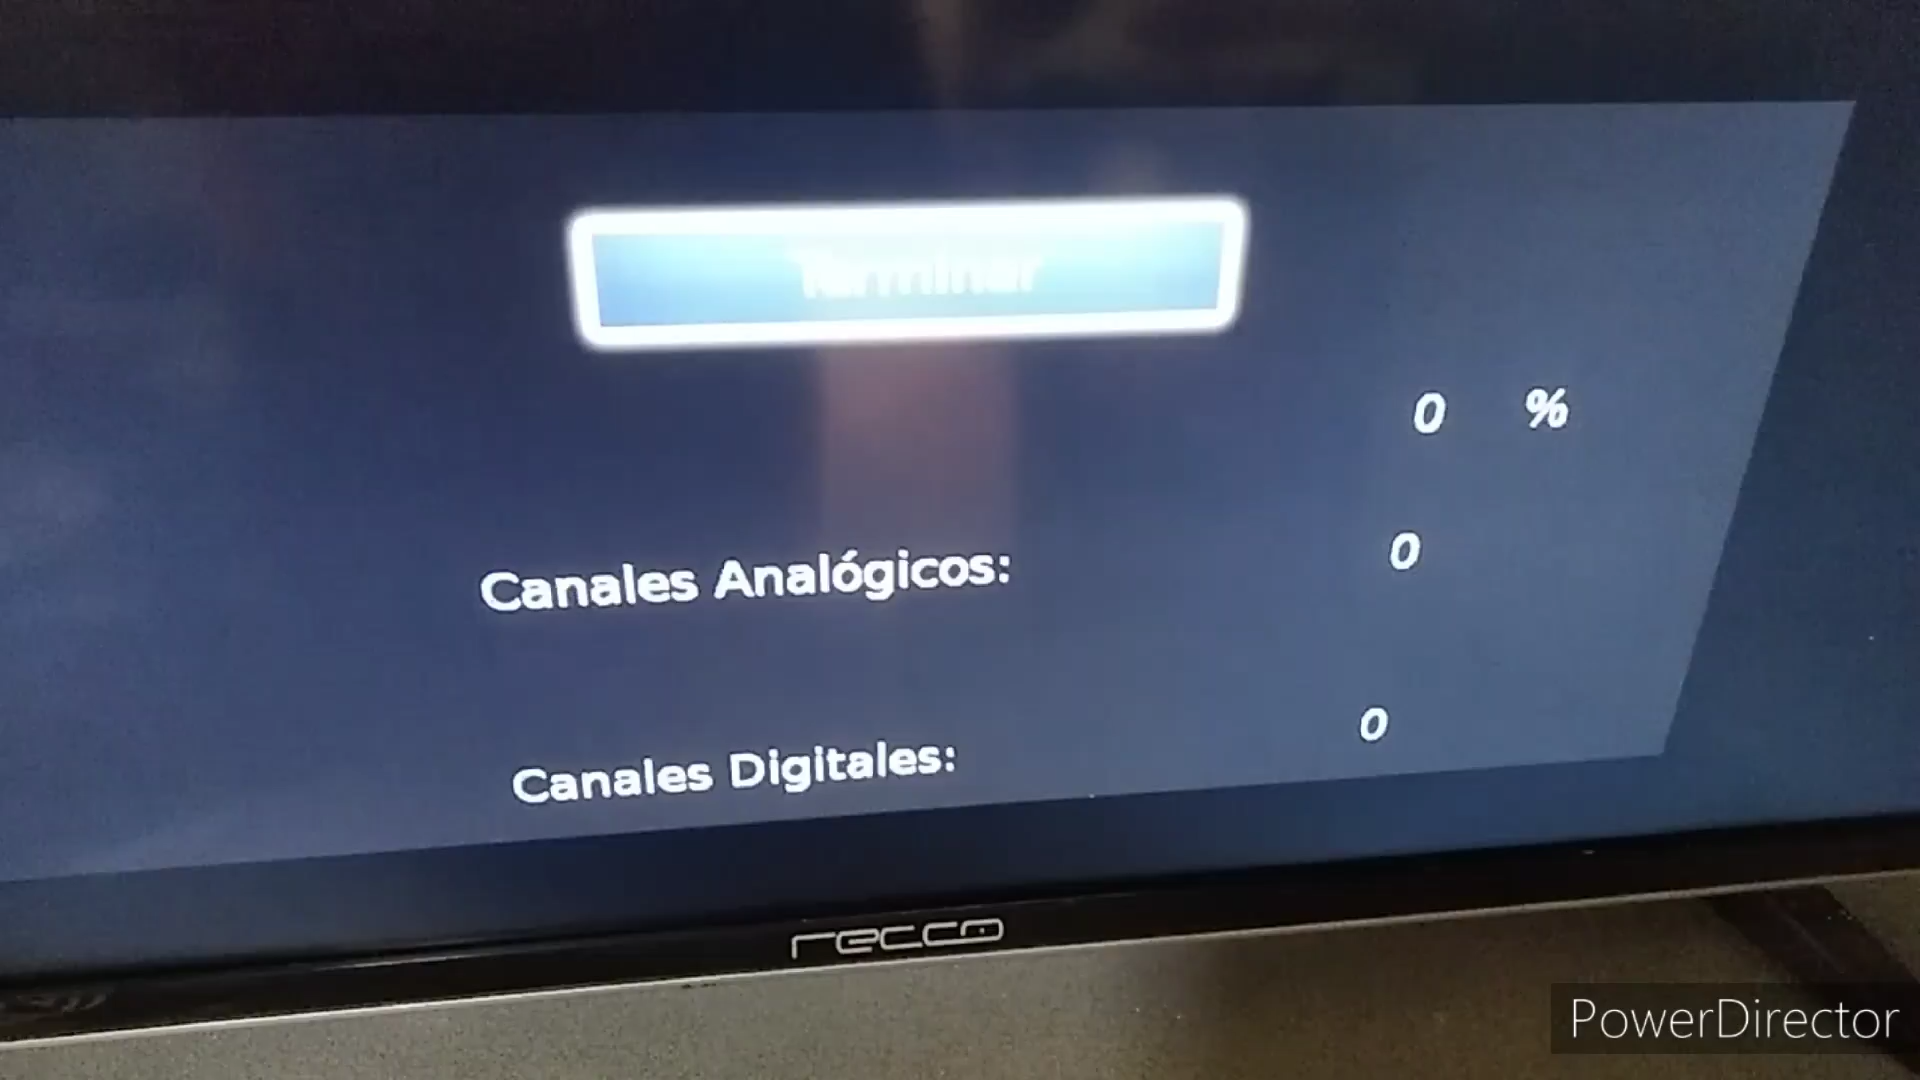 Terminar
0 %
Canales Analógicos: 0
Canales Digitales: 0
recco
PowerDirector